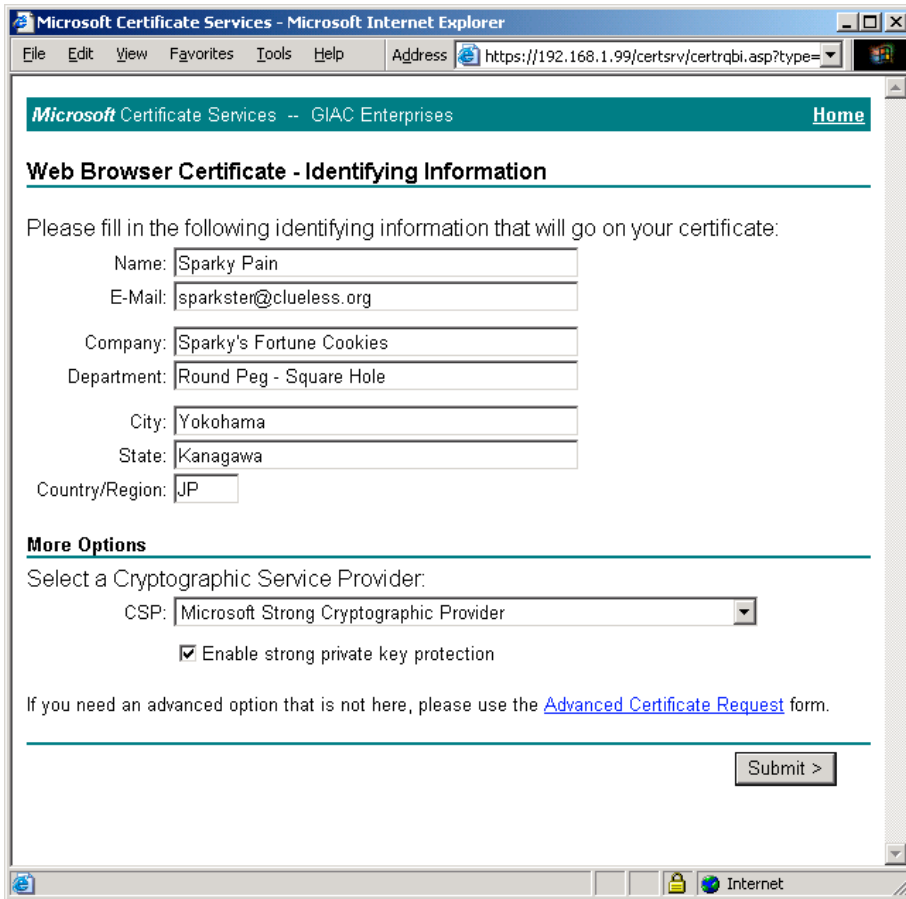 Microsoft Certificate Services - Microsoft Internet Explorer
File Edit View Favorites Tools Help Address https://192.168.1.99/certsrv/certrqbi.asp?type=
Microsoft Certificate Services -- GIAC Enterprises Home
Web Browser Certificate - Identifying Information
Please fill in the following identifying information that will go on your certificate:
Name: Sparky Pain
E-Mail: sparkster@clueless.org
Company: Sparky's Fortune Cookies
Department: Round Peg - Square Hole
City: Yokohama
State: Kanagawa
Country/Region: JP
More Options
Select a Cryptographic Service Provider:
CSP: Microsoft Strong Cryptographic Provider
Enable strong private key protection
If you need an advanced option that is not here, please use the Advanced Certificate Request form.
Submit >
Internet